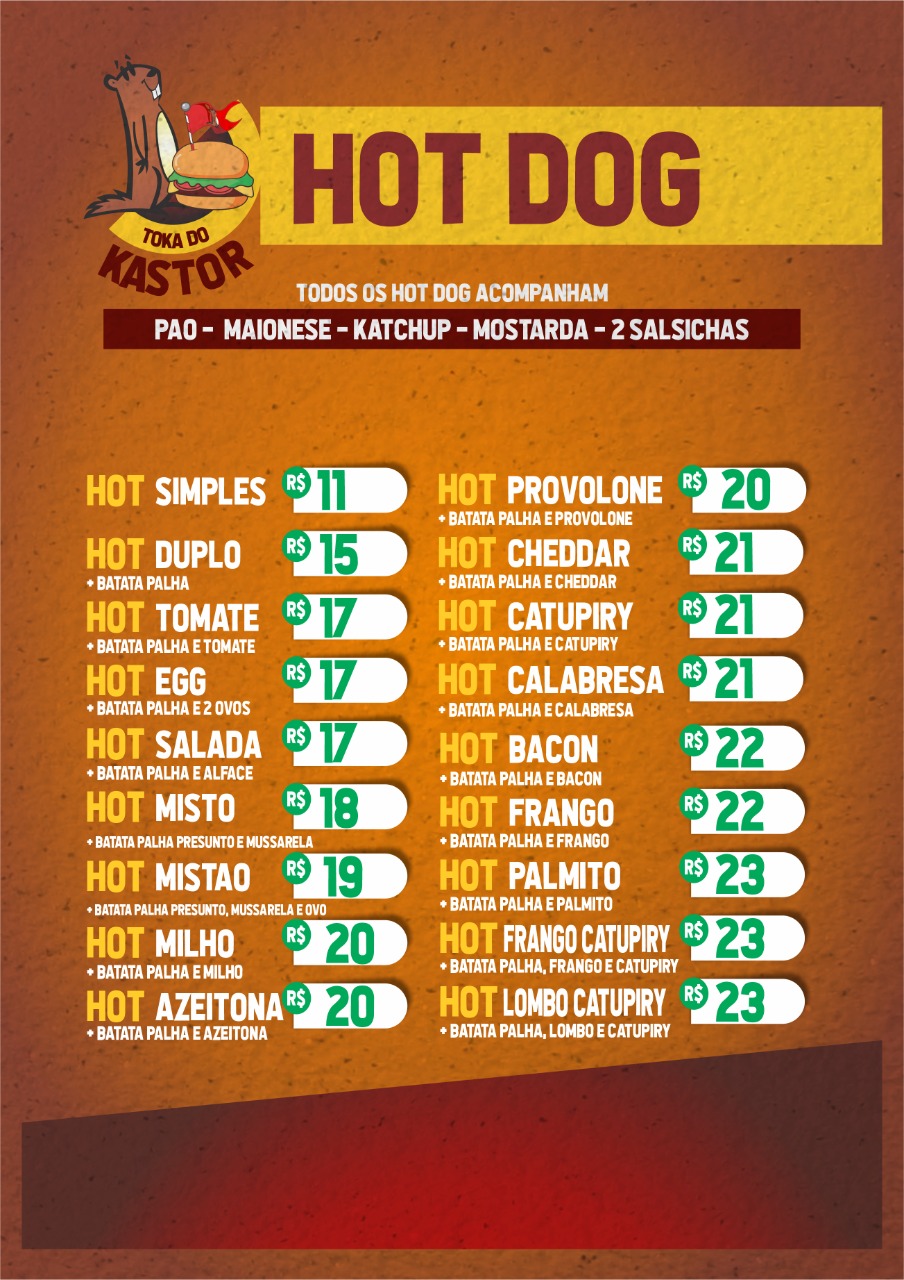 HOT DOG
TOKA DO
KASTOR
TODOS OS HOT DOG ACOMPANHAM
PAO - MAIONESE - KATCHUP - MOSTARDA - 2 SALSICHAS
HOT SIMPLES R$ 11
HOT DUPLO R$ 15
+ BATATA PALHA
HOT TOMATE R$ 17
+ BATATA PALHA E TOMATE
HOT EGG R$ 17
+ BATATA PALHA E 2 OVOS
HOT SALADA R$ 17
+ BATATA PALHA E ALFACE
HOT MISTO R$ 18
+ BATATA PALHA PRESUNTO E MUSSARELA
HOT MISTAO R$ 19
+ BATATA PALHA PRESUNTO, MUSSARELA E OVO
HOT MILHO R$ 20
+ BATATA PALHA E MILHO
HOT AZEITONA R$ 20
+ BATATA PALHA E AZEITONA
HOT PROVOLONE R$ 20
+ BATATA PALHA E PROVOLONE
HOT CHEDDAR R$ 21
+ BATATA PALHA E CHEDDAR
HOT CATUPIRY R$ 21
+ BATATA PALHA E CATUPIRY
HOT CALABRESA R$ 21
+ BATATA PALHA E CALABRESA
HOT BACON R$ 22
+ BATATA PALHA E BACON
HOT FRANGO R$ 22
+ BATATA PALHA E FRANGO
HOT PALMITO R$ 23
+ BATATA PALHA E PALMITO
HOT FRANGO CATUPIRY R$ 23
+ BATATA PALHA, FRANGO E CATUPIRY
HOT LOMBO CATUPIRY R$ 23
+ BATATA PALHA, LOMBO E CATUPIRY